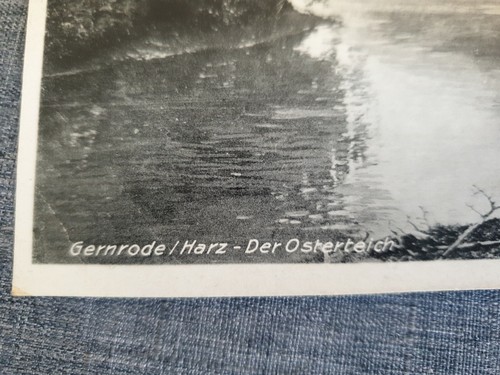 Gernrode / Harz - Der Osterteich